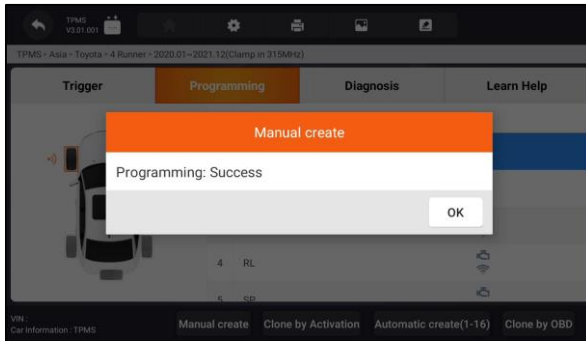 TPMS
V3.01.001
TPMS > Asia > Toyota > 4 Runner > 2020.01~2021.12(Clamp in 315MHz)
Trigger Programming Diagnosis Learn Help
Manual create
Programming: Success
OK
4 RL
5 SP
VIN :
Car Information : TPMS
Manual create Clone by Activation Automatic create(1-16) Clone by OBD